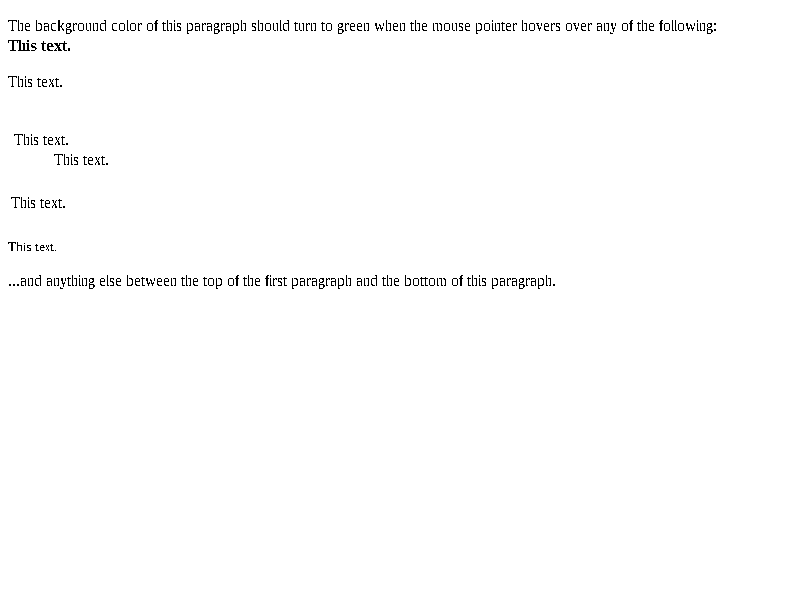 The background color of this paragraph should turn to green when the mouse pointer hovers over any of the following:
This text.
This text.
This text.
This text.
This text.
This text.
...and anything else between the top of the first paragraph and the bottom of this paragraph.